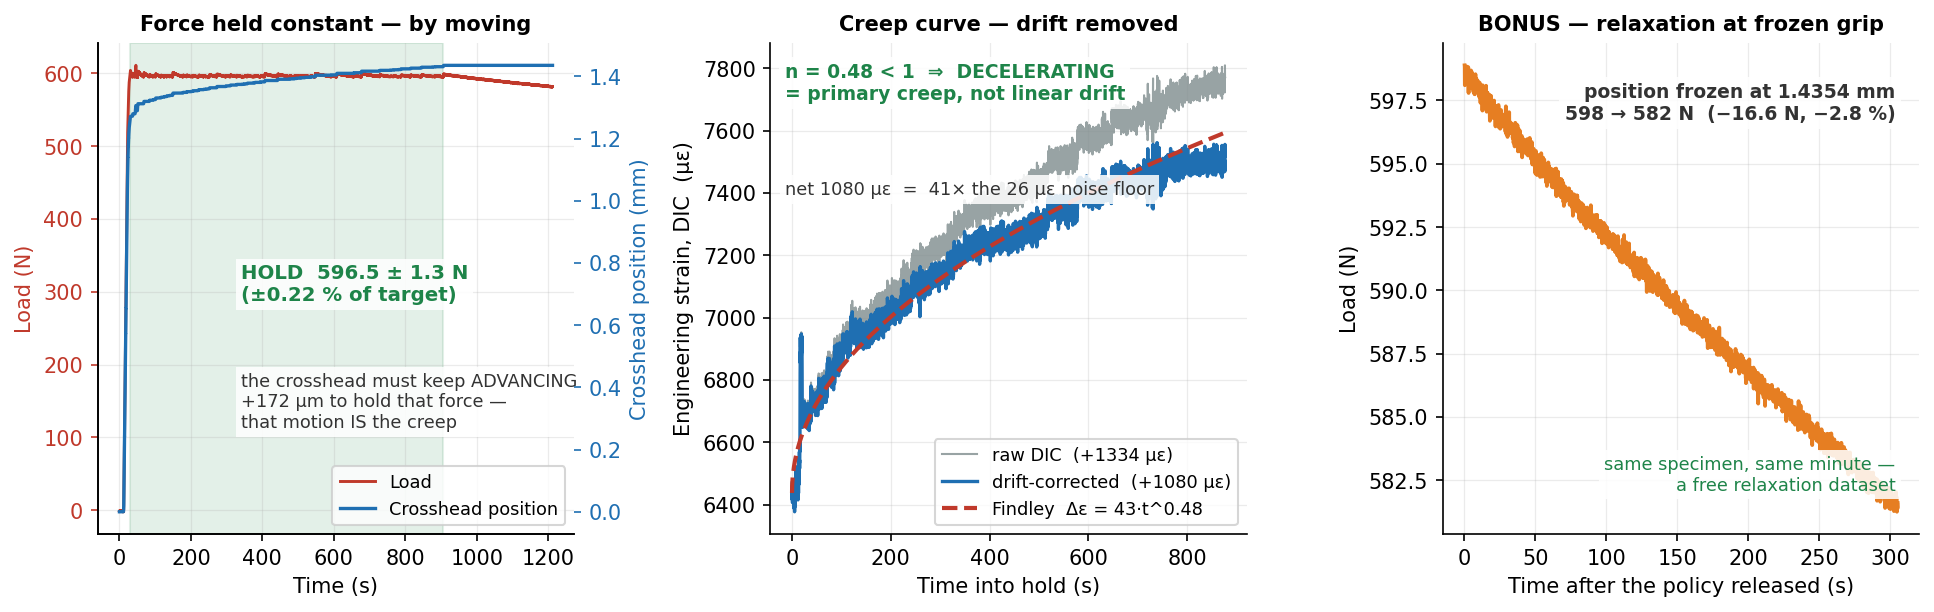 Force held constant — by moving
Load (N)
600
500
400
300
200
100
0
HOLD  596.5 ± 1.3 N
(±0.22 % of target)
the crosshead must keep ADVANCING
+172 μm to hold that force —
that motion IS the creep
Load
Crosshead position
1.4
1.2
1.0
0.8
0.6
0.4
0.2
0.0
Crosshead position (mm)
0
200
400
600
800
1000
1200
Time (s)
Creep curve — drift removed
Engineering strain, DIC (με)
7800
7600
7400
7200
7000
6800
6600
6400
n = 0.48 < 1  ⇒  DECELERATING
= primary creep, not linear drift
net 1080 με  =  41× the 26 με noise floor
raw DIC  (+1334 με)
drift-corrected  (+1080 με)
Findley  Δε = 43·t^0.48
0
200
400
600
800
Time into hold (s)
BONUS — relaxation at frozen grip
Load (N)
597.5
595.0
592.5
590.0
587.5
585.0
582.5
position frozen at 1.4354 mm
598 → 582 N  (−16.6 N, −2.8 %)
same specimen, same minute —
a free relaxation dataset
0
50
100
150
200
250
300
Time after the policy released (s)